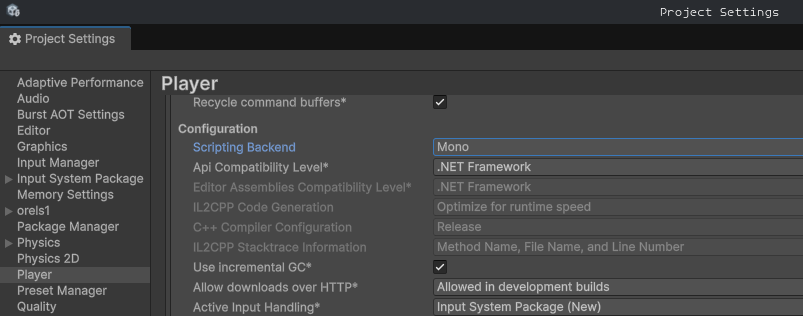 Project Settings
Project Settings
Adaptive Performance
Audio
Burst AOT Settings
Editor
Graphics
Input Manager
Input System Package
Memory Settings
orels1
Package Manager
Physics
Physics 2D
Player
Preset Manager
Quality
Player
Recycle command buffers*
Configuration
Scripting Backend Mono
Api Compatibility Level* .NET Framework
Editor Assemblies Compatibility Level* .NET Framework
IL2CPP Code Generation Optimize for runtime speed
C++ Compiler Configuration Release
IL2CPP Stacktrace Information Method Name, File Name, and Line Number
Use incremental GC*
Allow downloads over HTTP* Allowed in development builds
Active Input Handling* Input System Package (New)